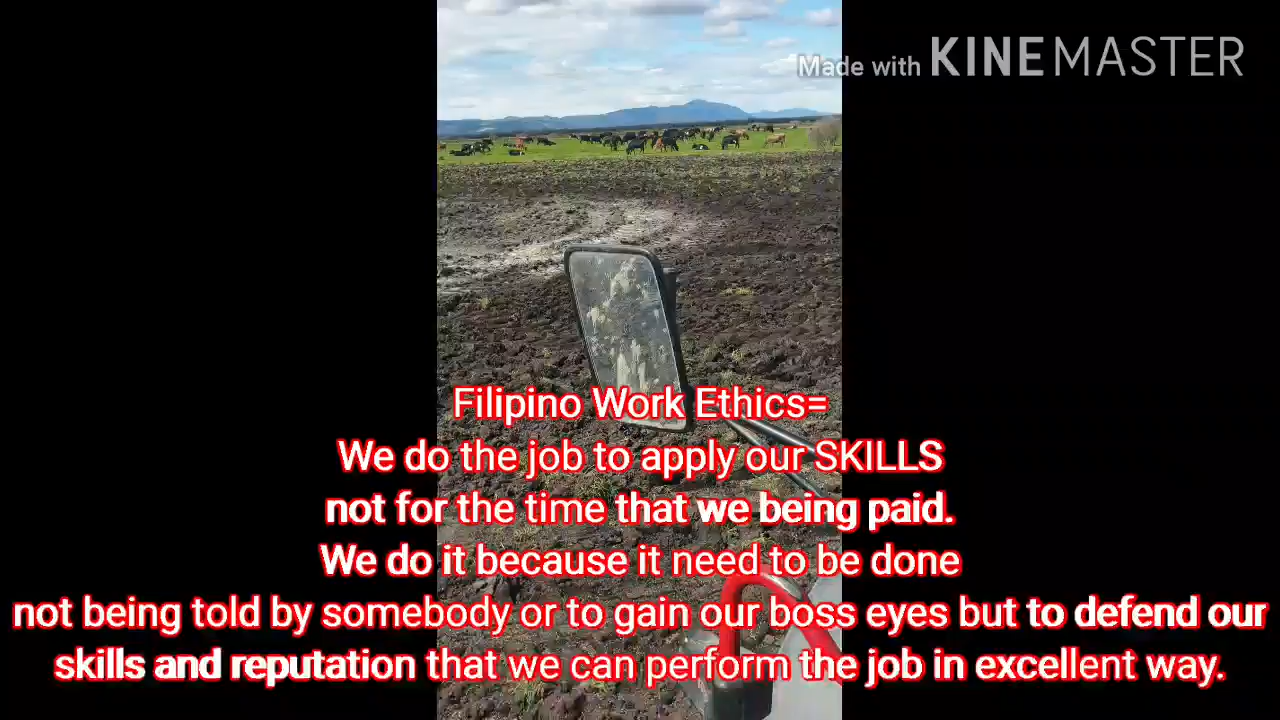 Made with KINEMASTER
Filipino Work Ethics=
We do the job to apply our SKILLS
not for the time that we being paid.
We do it because it need to be done
not being told by somebody or to gain our boss eyes but to defend our
skills and reputation that we can perform the job in excellent way.